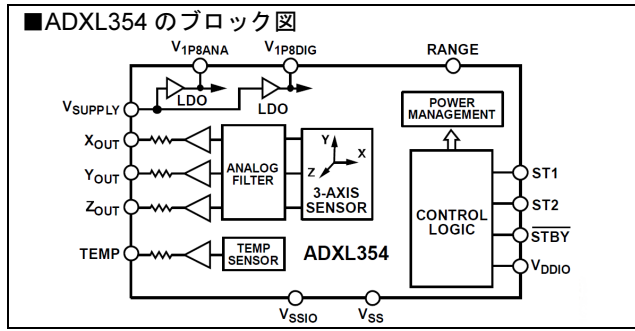 ■ADXL354 のブロック図
V1P8ANA
V1P8DIG
RANGE
LDO
LDO
VSUPPLY
POWER
MANAGEMENT
XOUT
YOUT
ZOUT
ANALOG
FILTER
Y
X
Z
3-AXIS
SENSOR
CONTROL
LOGIC
ST1
ST2
STBY
VDDIO
TEMP
TEMP
SENSOR
ADXL354
VSSIO
VSS